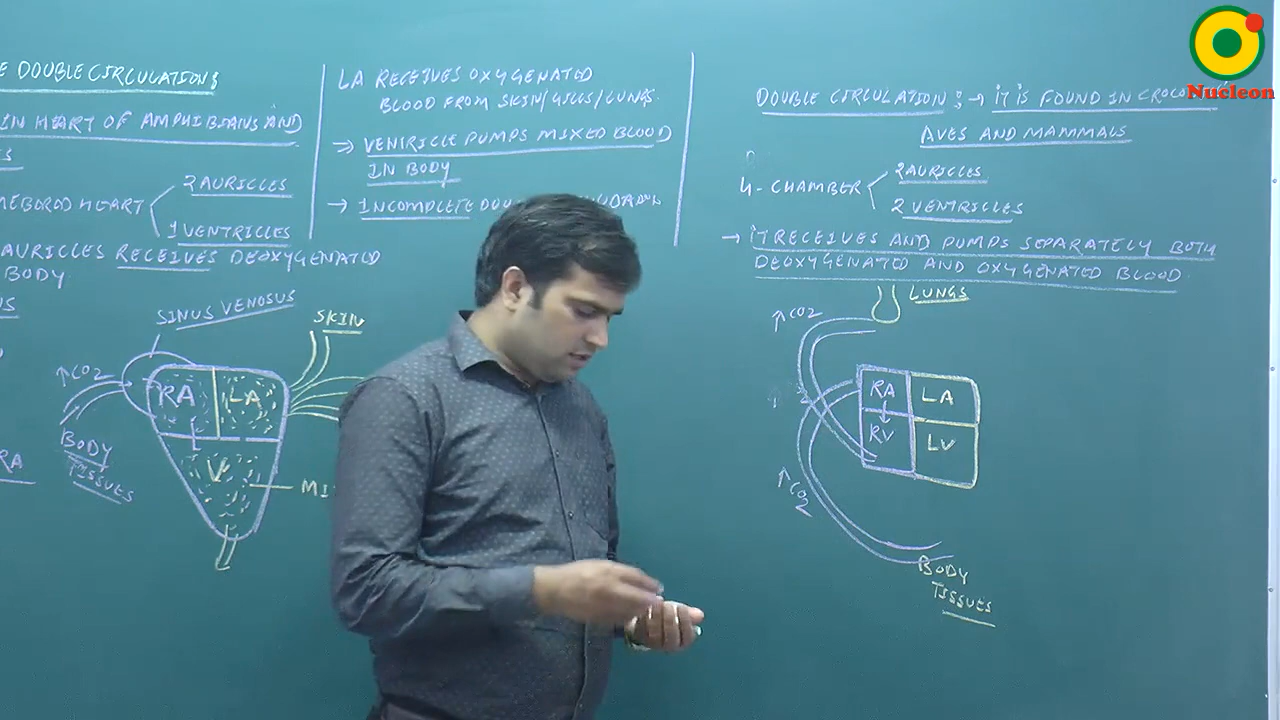 E DOUBLE CIRCULATION:
IN HEART OF AMPHIBIANS AND
MEBORD HEART
2 AURICLES
1 VENTRICLES
AURICLES RECEIVES DEOXYGENATED
BODY
SINUS VENOSUS
SKIN
↑CO2
RA
LA
V
BODY
TISSUES
RA
LA RECEIVES OXYGENATED
BLOOD FROM SKIN/GILLS/LUNGS.
⇒ VENTRICLE PUMPS MIXED BLOOD
IN BODY
→ INCOMPLETE
DOUBLE CIRCULATION : → IT IS FOUND IN
AVES AND MAMMALS
4- CHAMBER
2 AURICLES
2 VENTRICLES
→ IT RECEIVES AND PUMPS SEPARATELY BOTH
DEOXYGENATED AND OXYGENATED BLOOD.
LUNGS
↑CO2
RA
LA
RV
LV
↑CO2
BODY
TISSUES
Nucleon